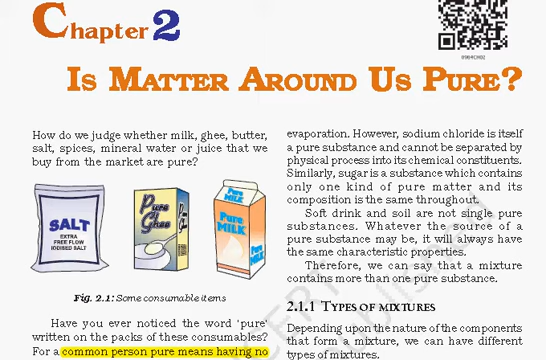 Chapter 2
IS MATTER AROUND US PURE?
How do we judge whether milk, ghee, butter,
salt, spices, mineral water or juice that we
buy from the market are pure?
SALT
EXTRA
FREE FLOW
IODISED SALT
Pure
Ghee
Pure
Ghee
Pure
MILK
Pure
MILK
Fig. 2.1: Some consumable items
Have you ever noticed the word 'pure'
written on the packs of these consumables?
For a common person pure means having no
evaporation. However, sodium chloride is itself
a pure substance and cannot be separated by
physical process into its chemical constituents.
Similarly, sugar is a substance which contains
only one kind of pure matter and its
composition is the same throughout.
Soft drink and soil are not single pure
substances. Whatever the source of a
pure substance may be, it will always have
the same characteristic properties.
Therefore, we can say that a mixture
contains more than one pure substance.
2.1.1 TYPES OF MIXTURES
Depending upon the nature of the components
that form a mixture, we can have different
types of mixtures.